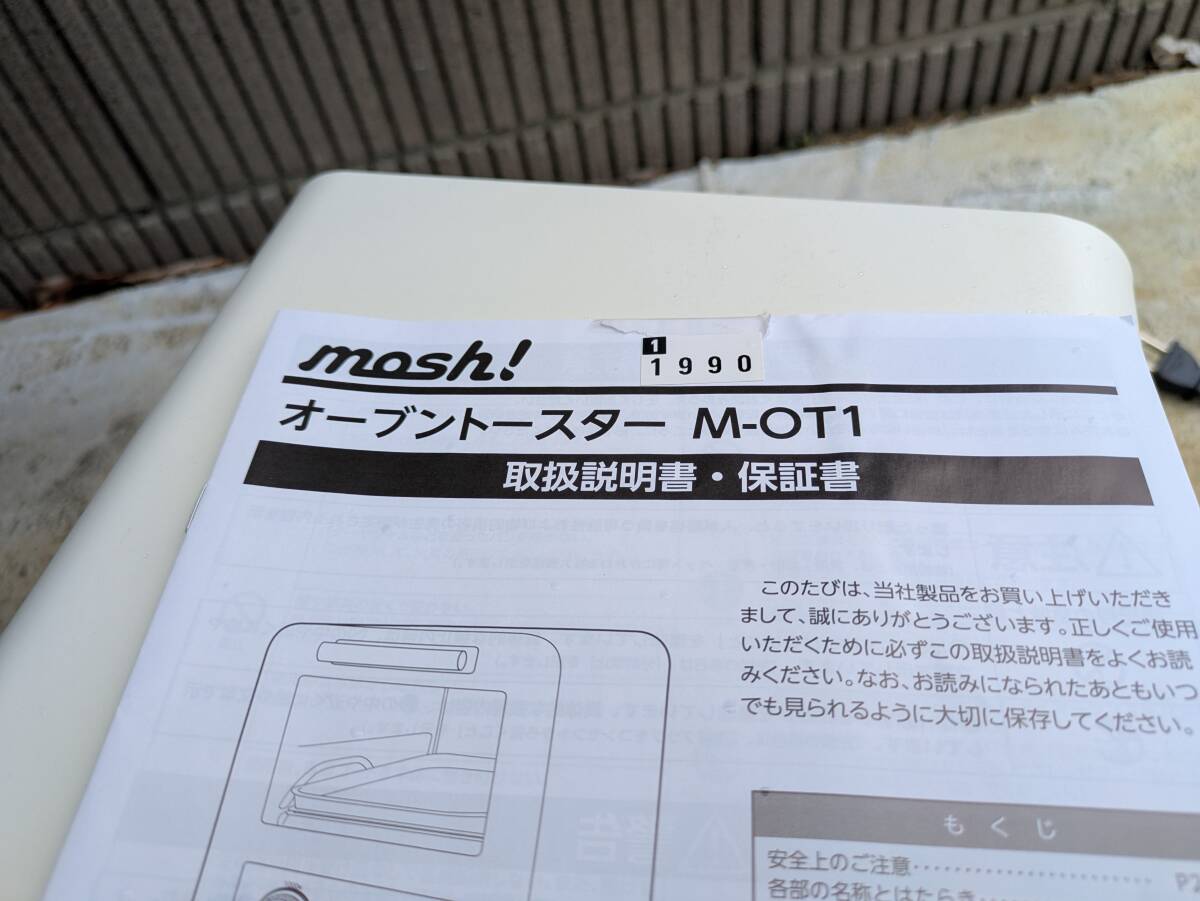 mosh!
1
1990
オーブントースター M-OT1
取扱説明書・保証書
このたびは、当社製品をお買い上げいただき
まして、誠にありがとうございます。正しくご使用
いただくために必ずこの取扱説明書をよくお読
みください。なお、お読みになられたあともいつ
でも見られるように大切に保存してください。
もくじ
安全上のご注意 P2
各部の名称とはたらき
注意
警告